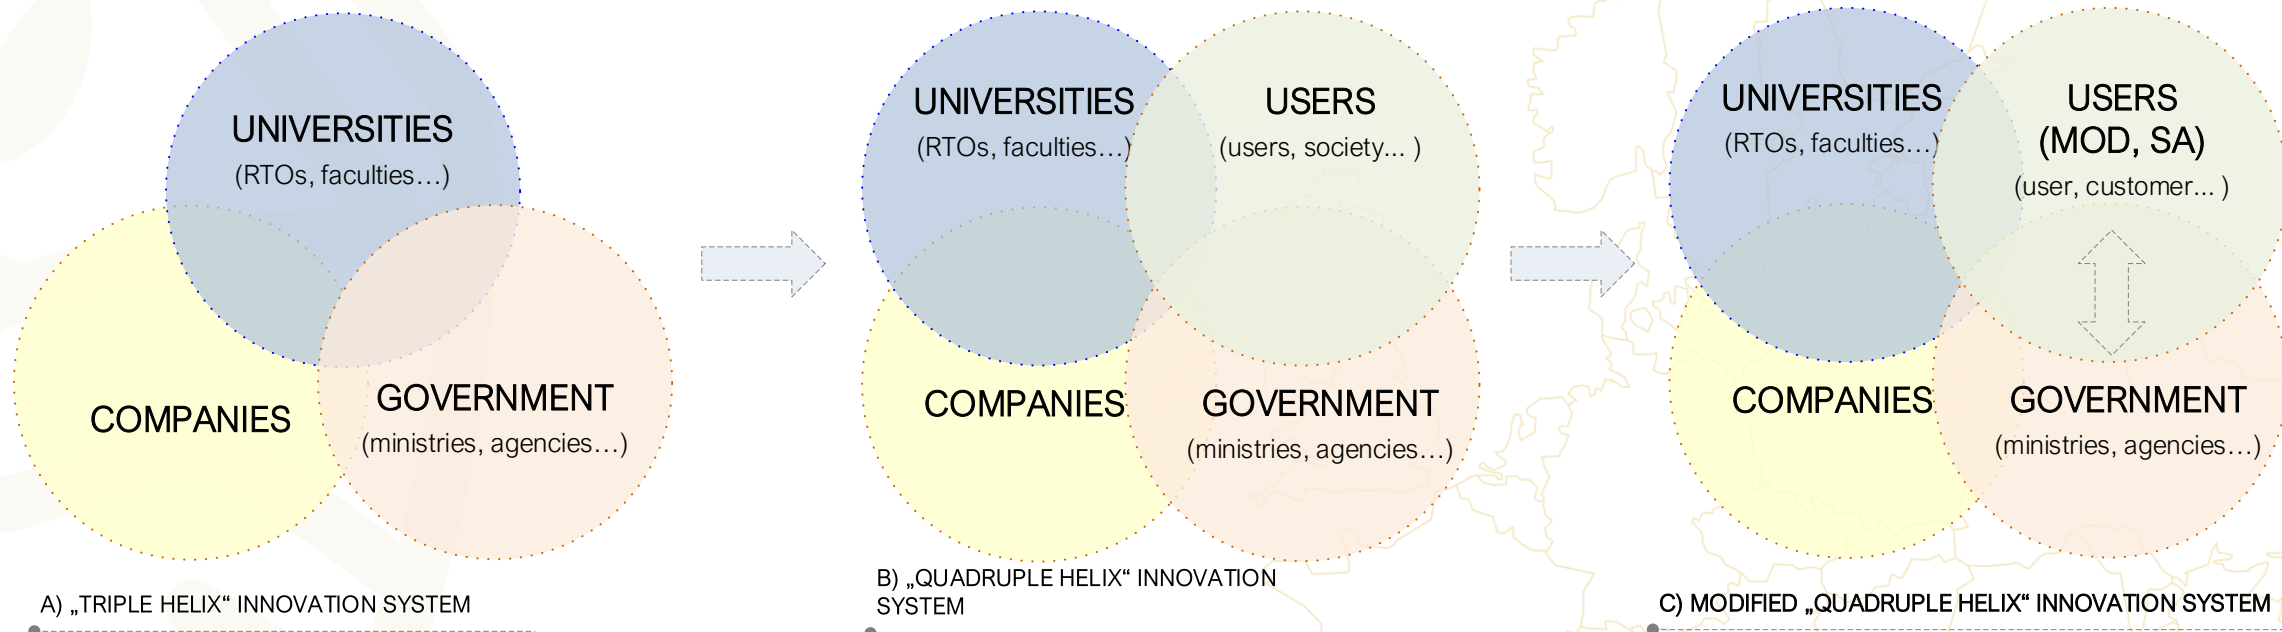 UNIVERSITIES
(RTOs, faculties…)
COMPANIES
GOVERNMENT
(ministries, agencies…)
A) „TRIPLE HELIX“ INNOVATION SYSTEM
UNIVERSITIES
(RTOs, faculties…)
USERS
(users, society... )
COMPANIES
GOVERNMENT
(ministries, agencies…)
B) „QUADRUPLE HELIX“ INNOVATION
SYSTEM
UNIVERSITIES
(RTOs, faculties…)
USERS
(MOD, SA)
(user, customer... )
COMPANIES
GOVERNMENT
(ministries, agencies…)
C) MODIFIED „QUADRUPLE HELIX“ INNOVATION SYSTEM